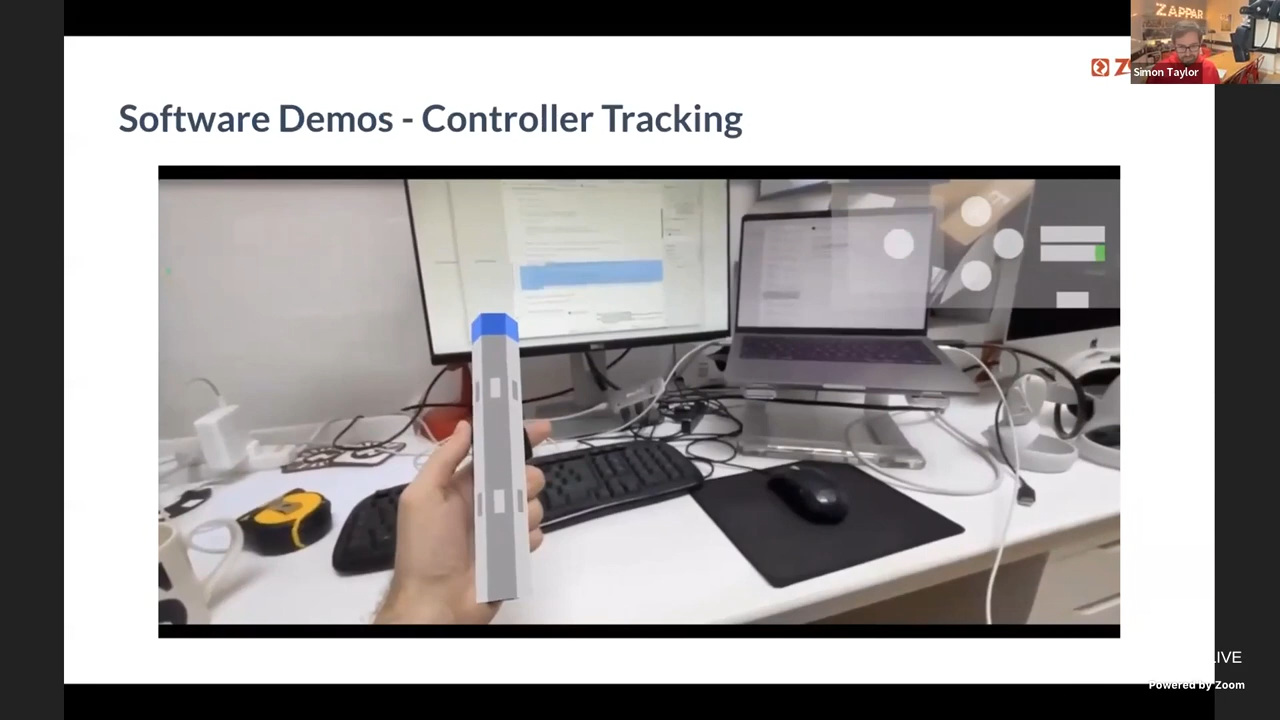 ZAPPAR
Z
Simon Taylor
Software Demos - Controller Tracking
LIVE
Powered by Zoom